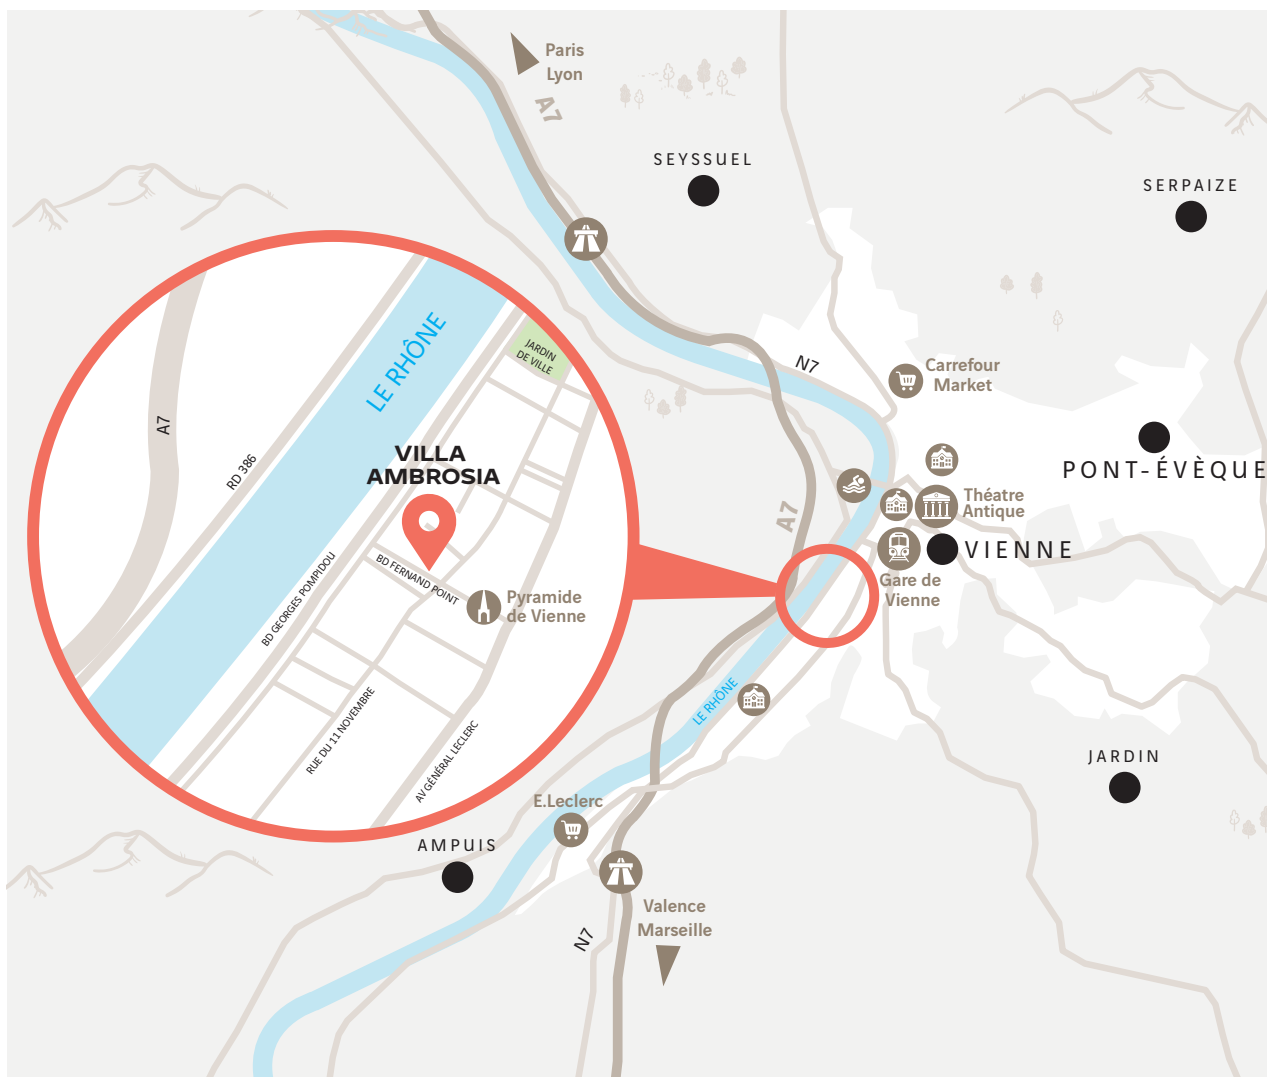 Paris
Lyon
A7
SEYSSUEL
SERPAIZE
N7
Carrefour
Market
PONT-ÉVÈQUE
Théatre
Antique
VIENNE
Gare de
Vienne
A7
LE RHÔNE
JARDIN
DE VILLE
A7
RD 386
VILLA
AMBROSIA
BD FERNAND POINT
BD GEORGES POMPIDOU
Pyramide
de Vienne
RUE DU 11 NOVEMBRE
AV GÉNÉRAL LECLERC
LE RHÔNE
JARDIN
E.Leclerc
AMPUIS
Valence
Marseille
N7